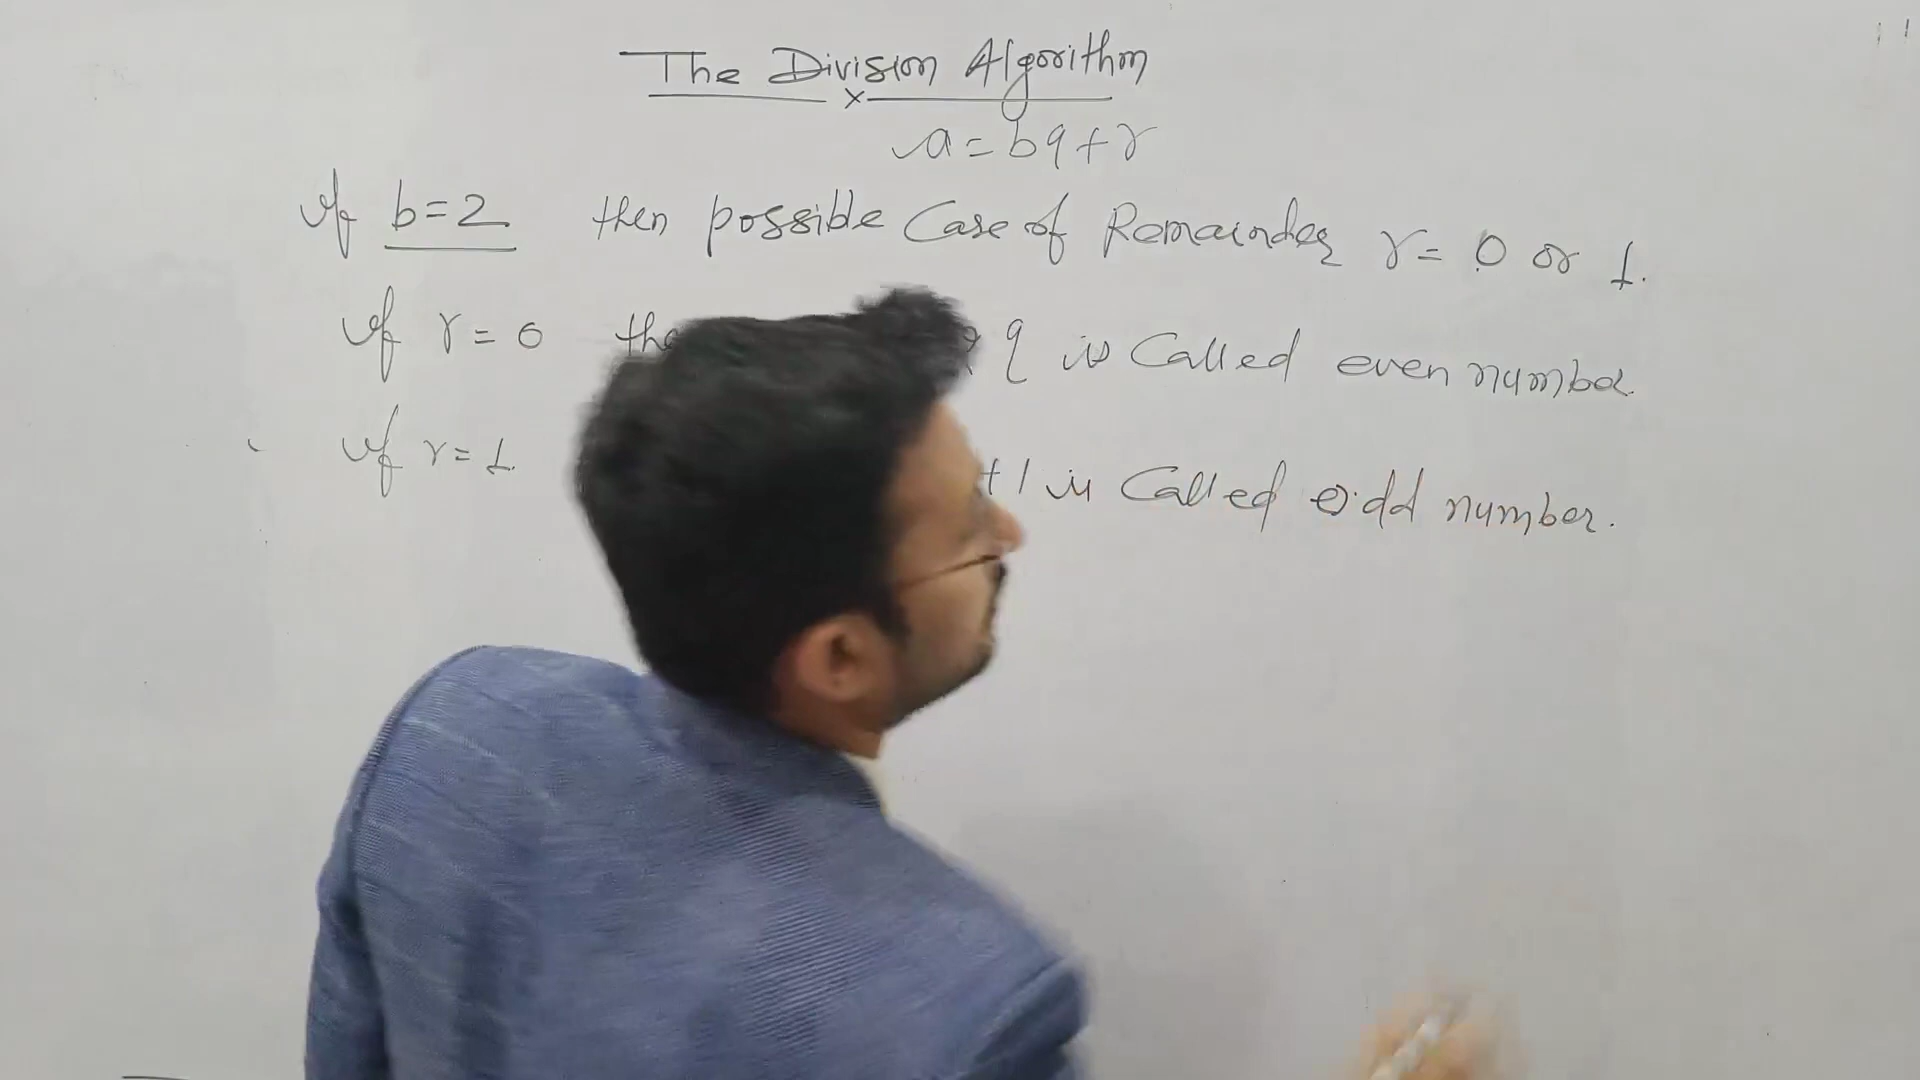 The Division Algorithm
a = bq + r
if b=2 then possible Case of Remainder r = 0 or 1.
if r = 0 q is Called even number
if r = 1. + 1 is Called odd number.